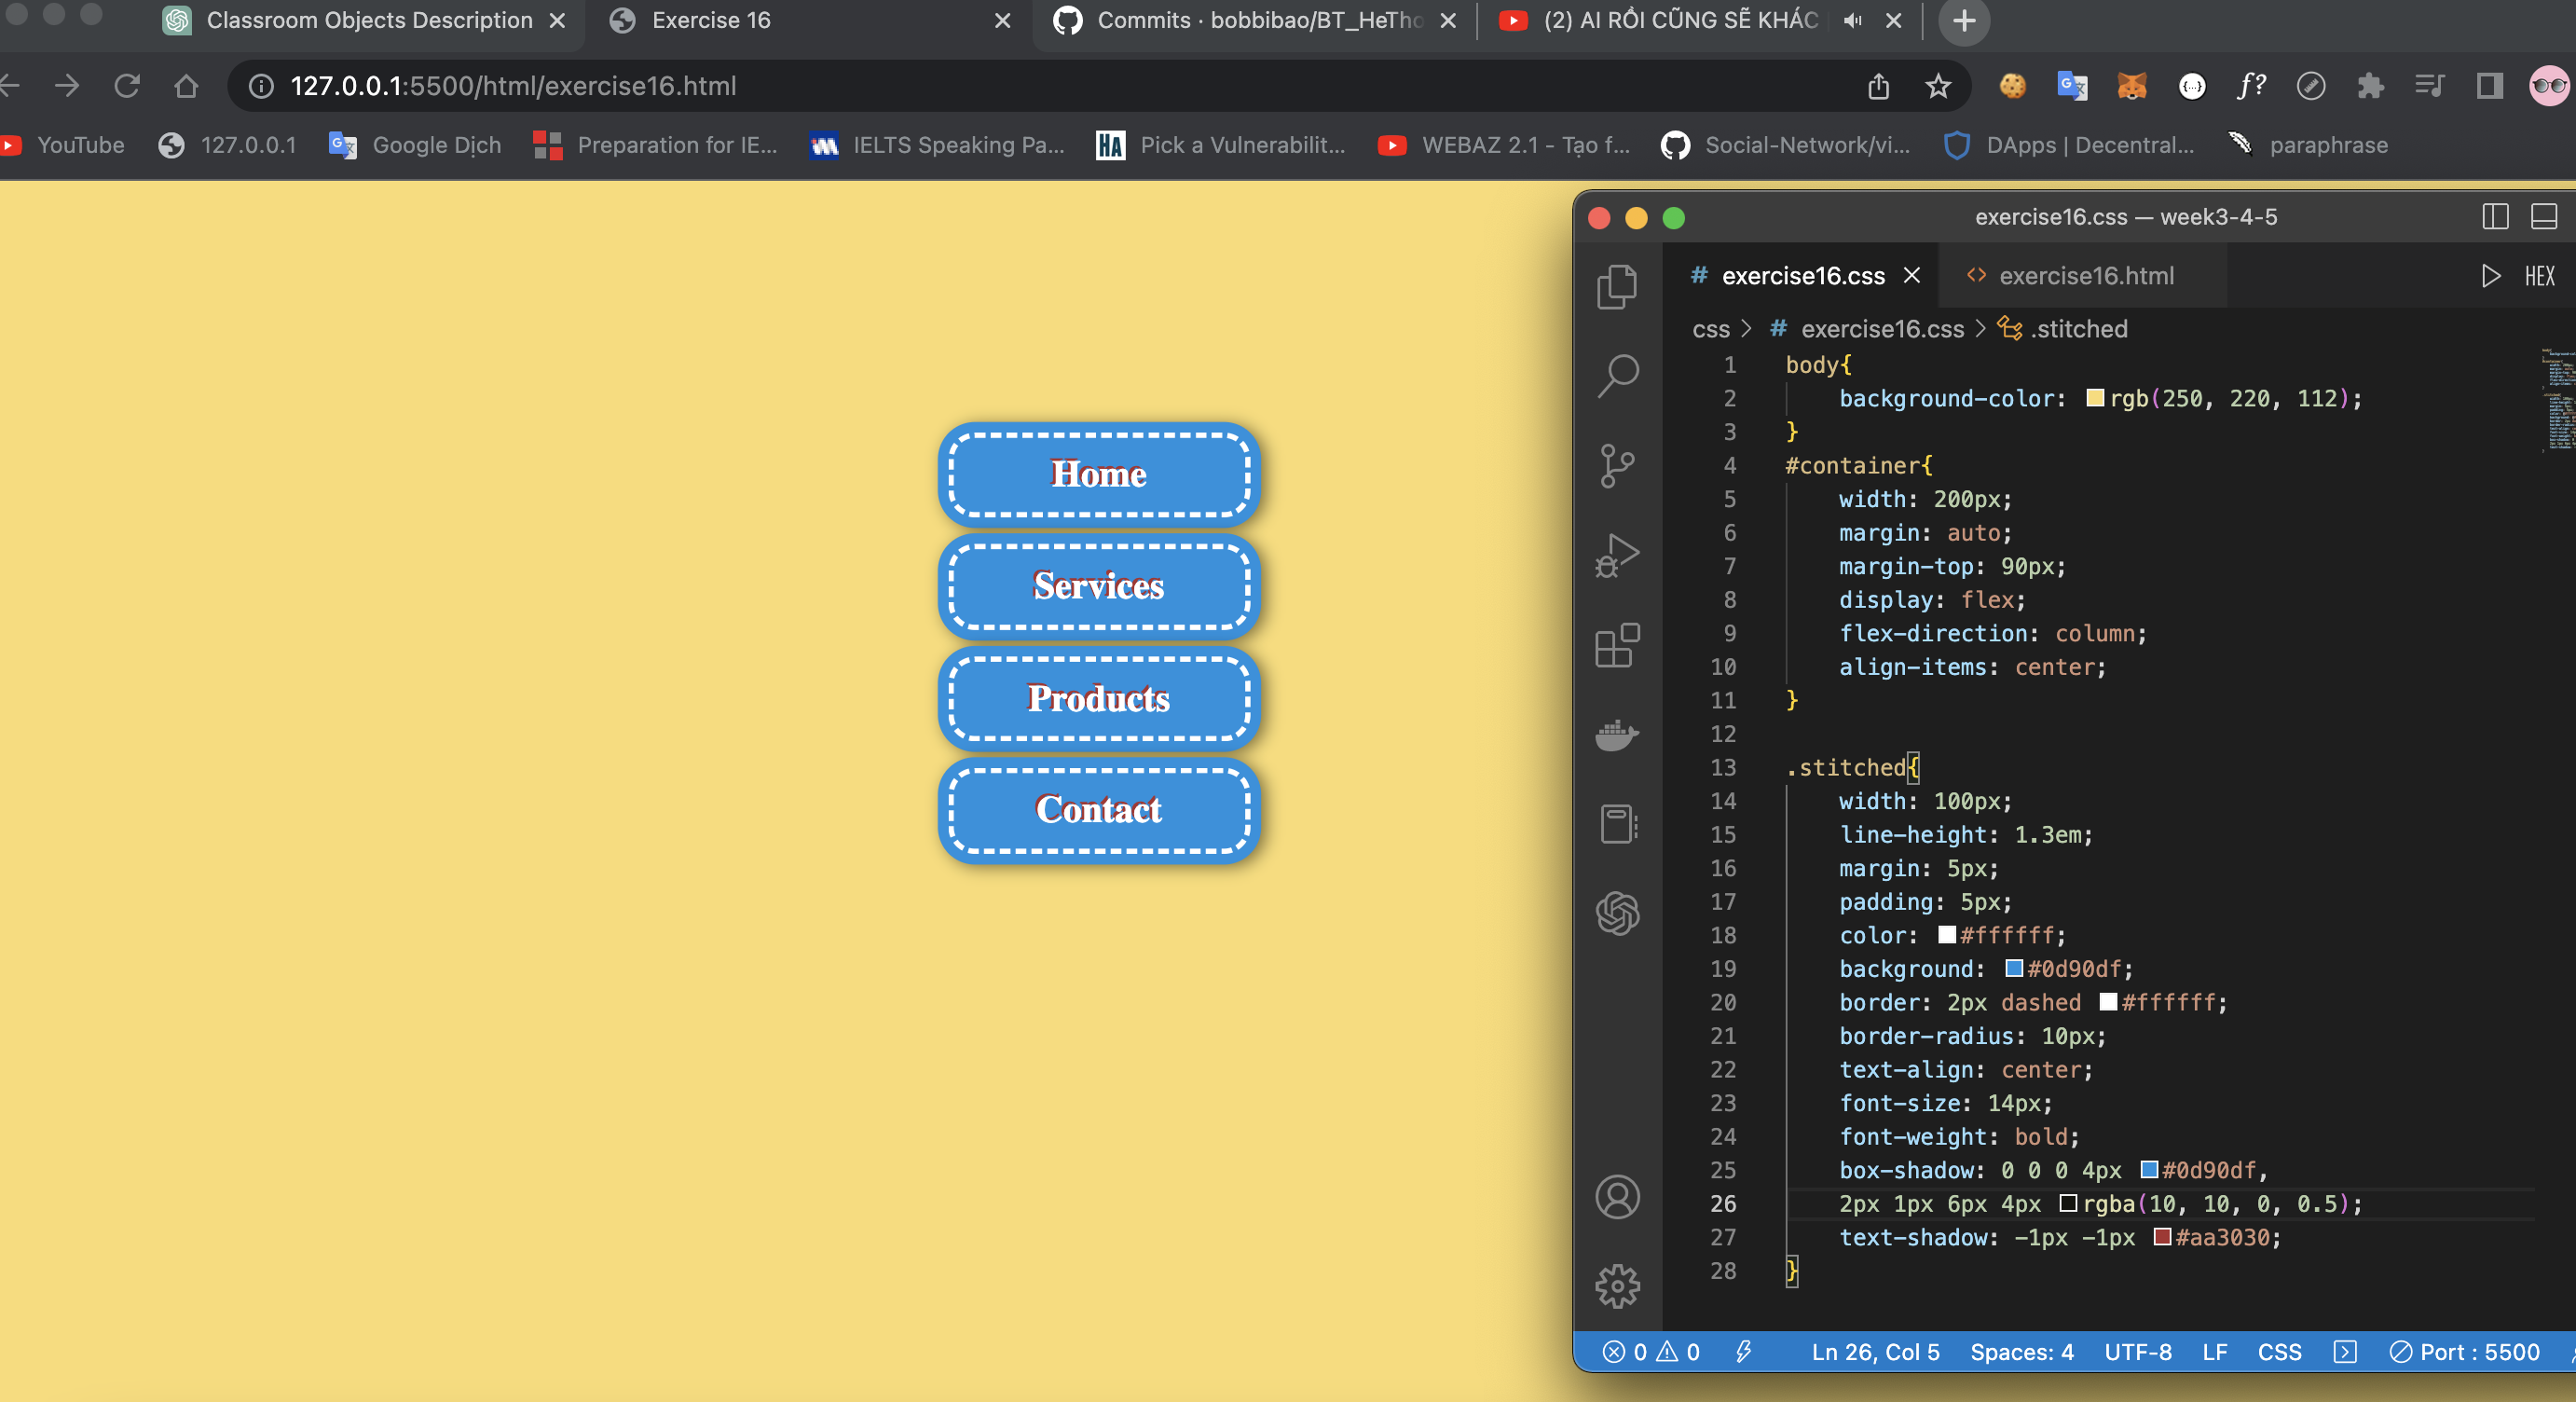 Classroom Objects Description
Exercise 16
Commits · bobbibao/BT_HeTho
(2) AI RỒI CŨNG SẼ KHÁC
127.0.0.1:5500/html/exercise16.html
YouTube
127.0.0.1
Google Dịch
Preparation for IE...
IELTS Speaking Pa...
HA
Pick a Vulnerabilit...
WEBAZ 2.1 - Tạo f...
Social-Network/vi...
DApps | Decentral...
paraphrase
Home
Services
Products
Contact
exercise16.css — week3-4-5
# exercise16.css
<> exercise16.html
HEX
css > # exercise16.css > .stitched
1 body{
2 background-color: rgb(250, 220, 112);
3 }
4 #container{
5 width: 200px;
6 margin: auto;
7 margin-top: 90px;
8 display: flex;
9 flex-direction: column;
10 align-items: center;
11 }
12
13 .stitched{
14 width: 100px;
15 line-height: 1.3em;
16 margin: 5px;
17 padding: 5px;
18 color: #ffffff;
19 background: #0d90df;
20 border: 2px dashed #ffffff;
21 border-radius: 10px;
22 text-align: center;
23 font-size: 14px;
24 font-weight: bold;
25 box-shadow: 0 0 0 4px #0d90df,
26 2px 1px 6px 4px rgba(10, 10, 0, 0.5);
27 text-shadow: -1px -1px #aa3030;
28 }
0 0 Ln 26, Col 5 Spaces: 4 UTF-8 LF CSS Port : 5500